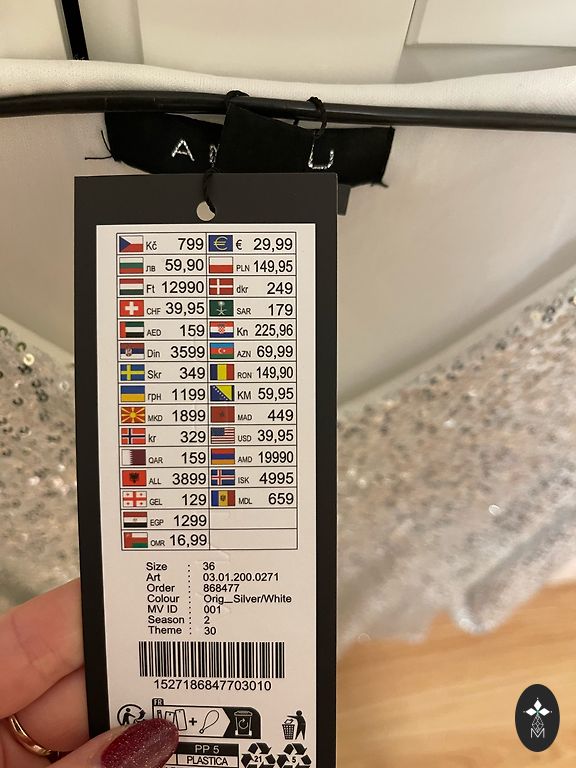 Kč 799 € 29,99
лв 59,90 PLN 149,95
Ft 12990 dkr 249
CHF 39,95 SAR 179
AED 159 Kn 225,96
Din 3599 AZN 69,99
Skr 349 RON 149,90
грн 1199 KM 59,95
MKD 1899 MAD 449
kr 329 USD 39,95
QAR 159 AMD 19990
ALL 3899 ISK 4995
GEL 129 MDL 659
EGP 1299
OMR 16,99
Size : 36
Art : 03.01.200.0271
Order : 868477
Colour : Orig_Silver/White
MV ID : 001
Season : 2
Theme : 30
1527186847703010
FR
+
PP 5
PLASTICA
21
5
M